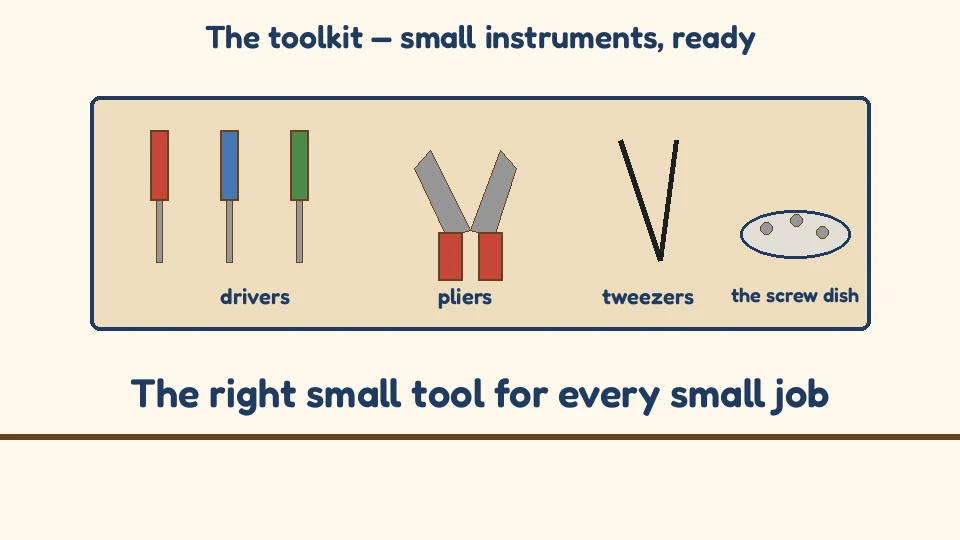 The toolkit — small instruments, ready
drivers
pliers
tweezers
the screw dish
The right small tool for every small job